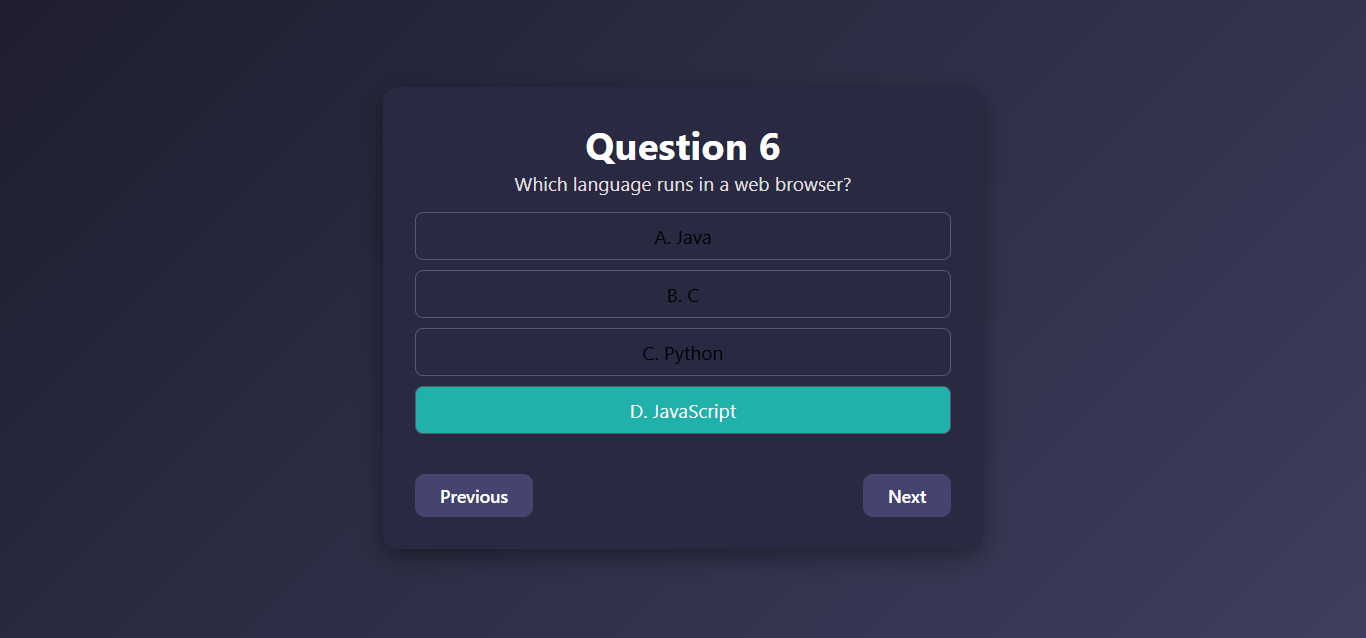 Question 6
Which language runs in a web browser?
A. Java
B. C
C. Python
D. JavaScript
Previous
Next